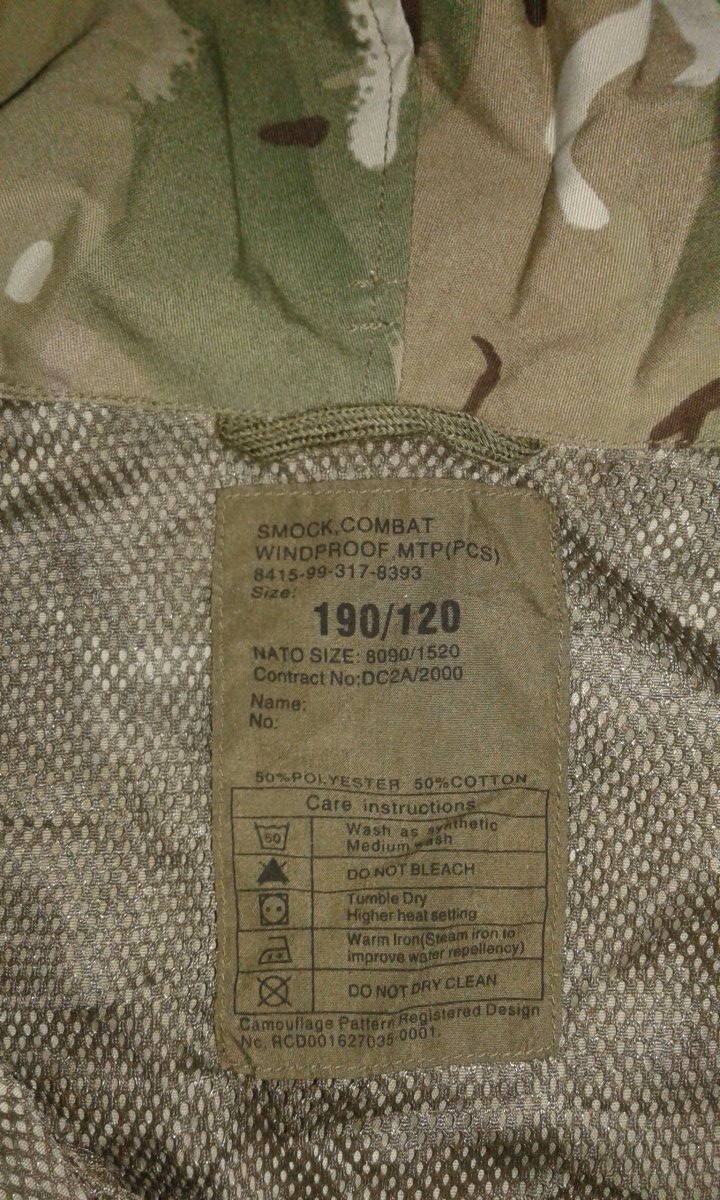 SMOCK,COMBAT
WINDPROOF,MTP(PCS)
8415-99-317-8393
Size:
190/120
NATO SIZE: 8090/1520
Contract No:DC2A/2000
Name:
No:
50%POLYESTER 50%COTTON
Care instructions
50
Wash as synthetic
Medium wash
DO NOT BLEACH
Tumble Dry
Higher heat setting
Warm Iron(Steam iron to
improve water repellency)
DO NOT DRY CLEAN
Camouflage Pattern Registered Design
No. RCD001627035-0001.